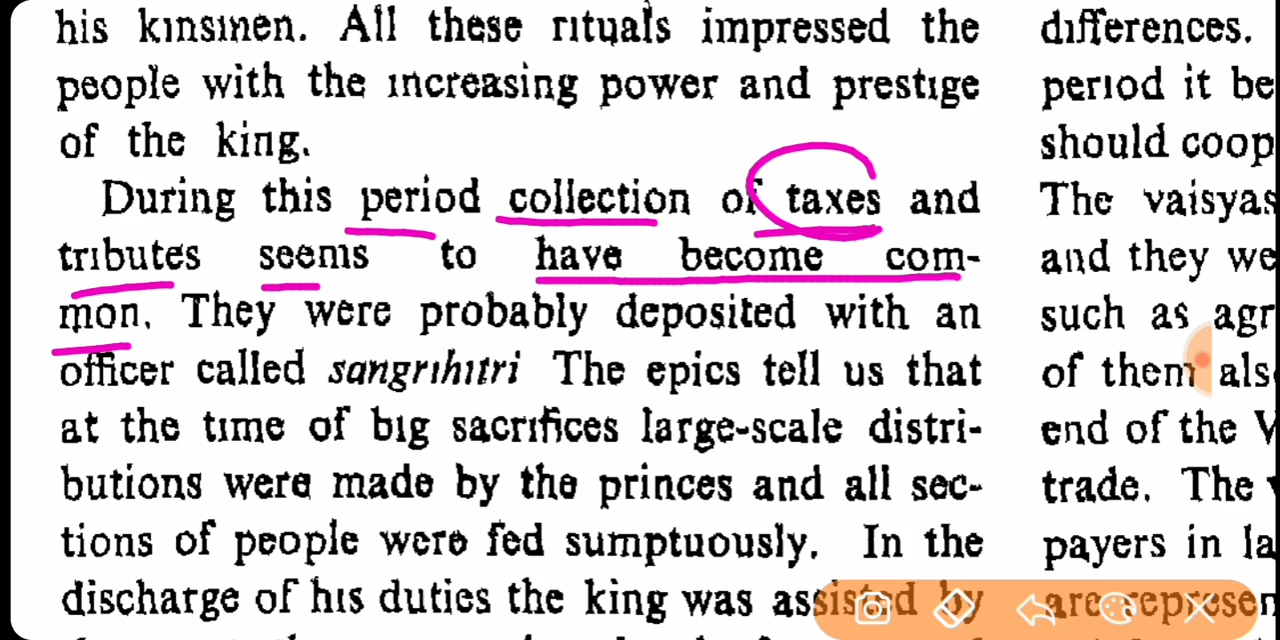 his kinsmen. All these rituals impressed the
people with the increasing power and prestige
of the king.
During this period collection of taxes and
tributes seems to have become com-
mon. They were probably deposited with an
officer called sangrihitri The epics tell us that
at the time of big sacrifices large-scale distri-
butions were made by the princes and all sec-
tions of people were fed sumptuously. In the
discharge of his duties the king was assisted by
differences.
period it be
should coop
The vaisyas
and they we
such as agr
of them als
end of the V
trade. The
payers in la
are represen